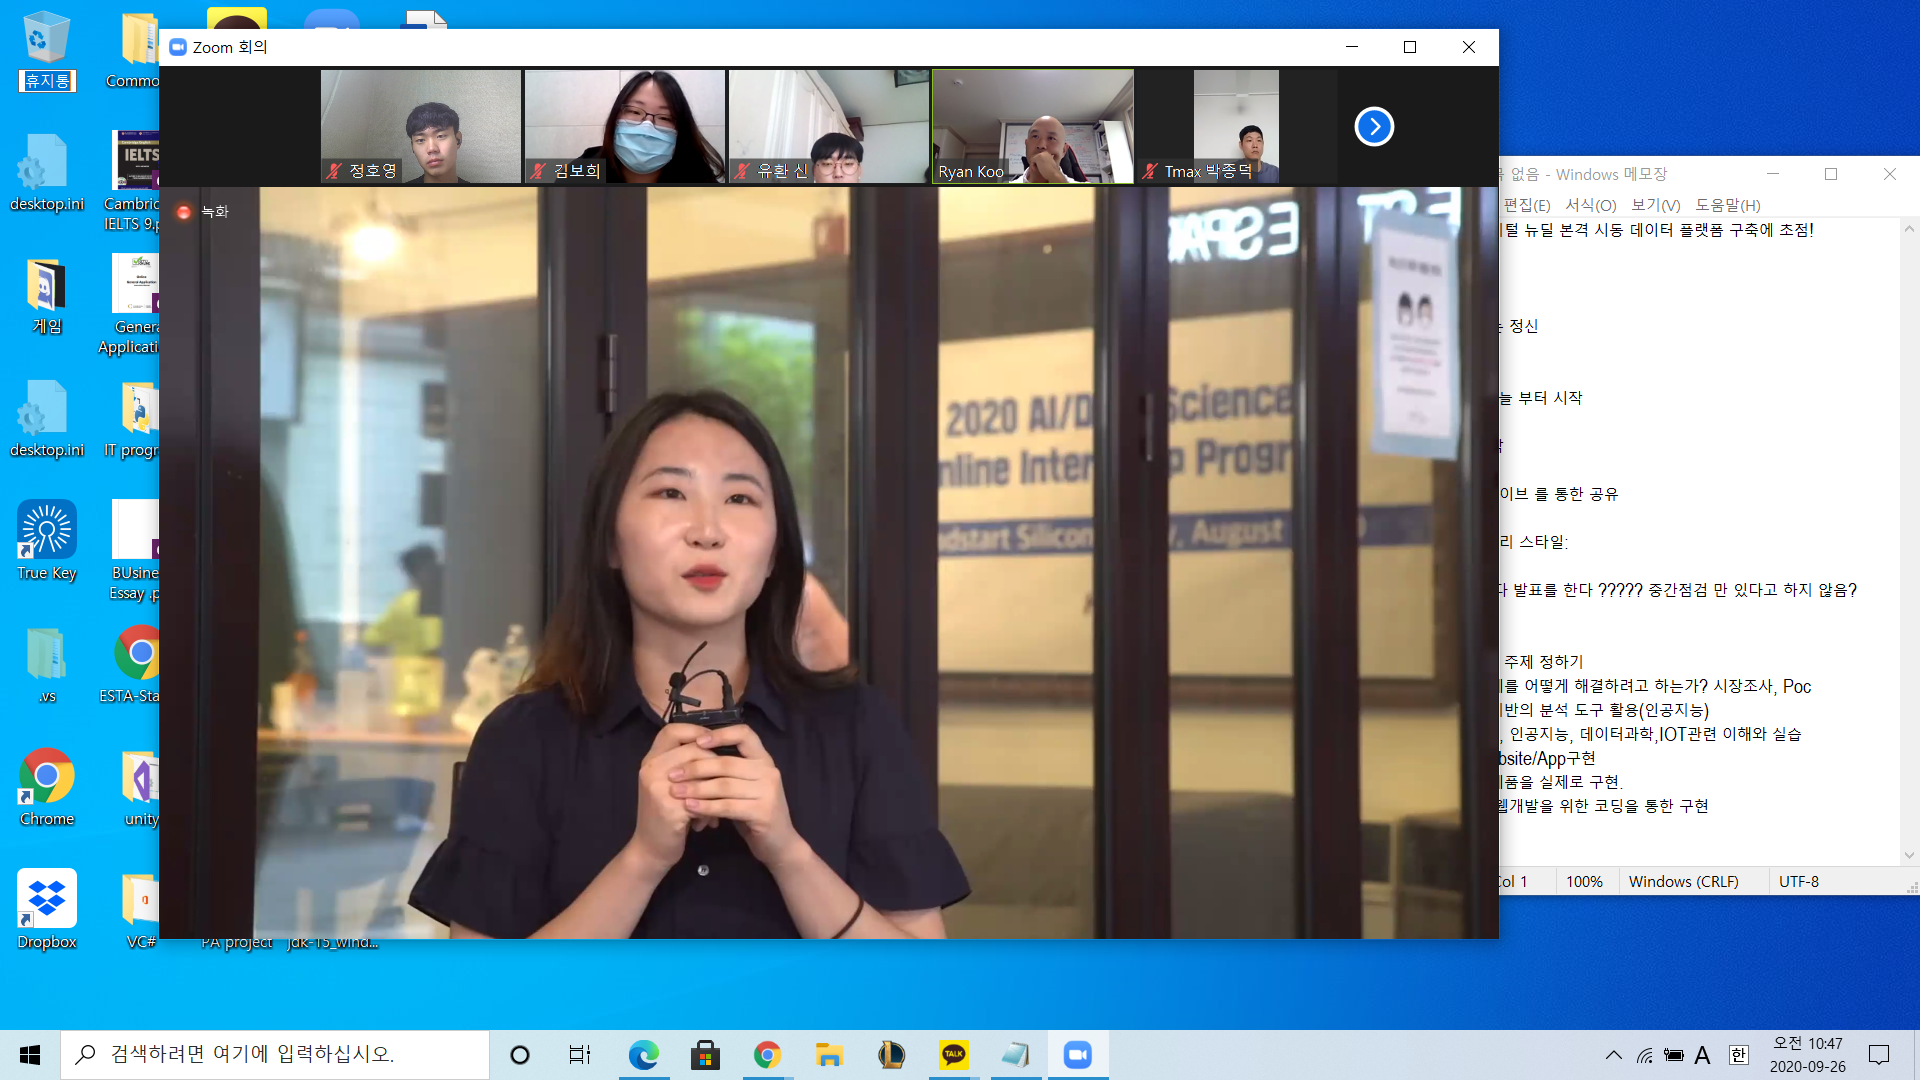 휴지통
Commo
desktop.ini
IELTS
Cambric
IELTS 9.p
게임
Genera
Applicati
desktop.ini
IT progr
True Key
BUsine
Essay .p
.vs
ESTA-Sta
Chrome
unity
Dropbox
VC#
PA project
jdk-15_wind...
Zoom 회의
정호영
김보희
유환 신
Ryan Koo
Tmax 박종덕
녹화
2020 AI/D Science
nline Inter p Progr
dstart Silicon y, August
없음 - Windows 메모장
편집(E) 서식(O) 보기(V) 도움말(H)
털 뉴딜 본격 시동 데이터 플랫폼 구축에 초점!
정신
늘 부터 시작
이브 를 통한 공유
리 스타일:
다 발표를 한다 ????? 중간점검 만 있다고 하지 않음?
주제 정하기
를 어떻게 해결하려고 하는가? 시장조사, Poc
반의 분석 도구 활용(인공지능)
, 인공지능, 데이터과학,IOT관련 이해와 실습
bsite/App구현
제품을 실제로 구현.
웹개발을 위한 코딩을 통한 구현
Col 1
100%
Windows (CRLF)
UTF-8
검색하려면 여기에 입력하십시오.
TALK
A
한
오전 10:47
2020-09-26